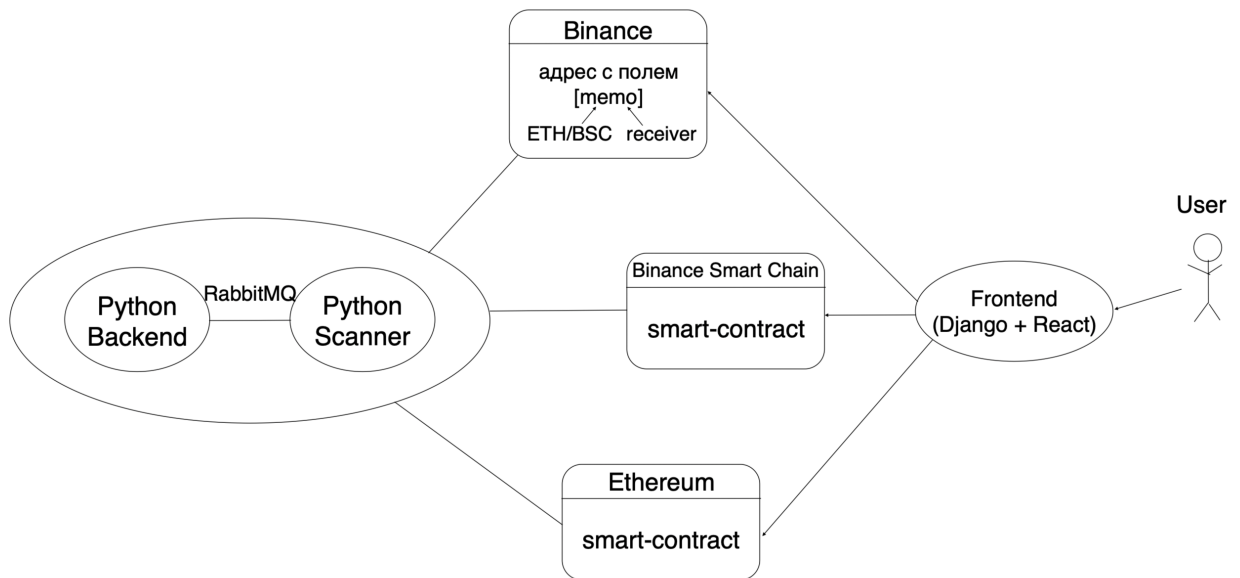 Binance
адрес с полем
[memo]
ETH/BSC receiver
User
Binance Smart Chain
smart-contract
Frontend
(Django + React)
Python
Backend
RabbitMQ
Python
Scanner
Ethereum
smart-contract